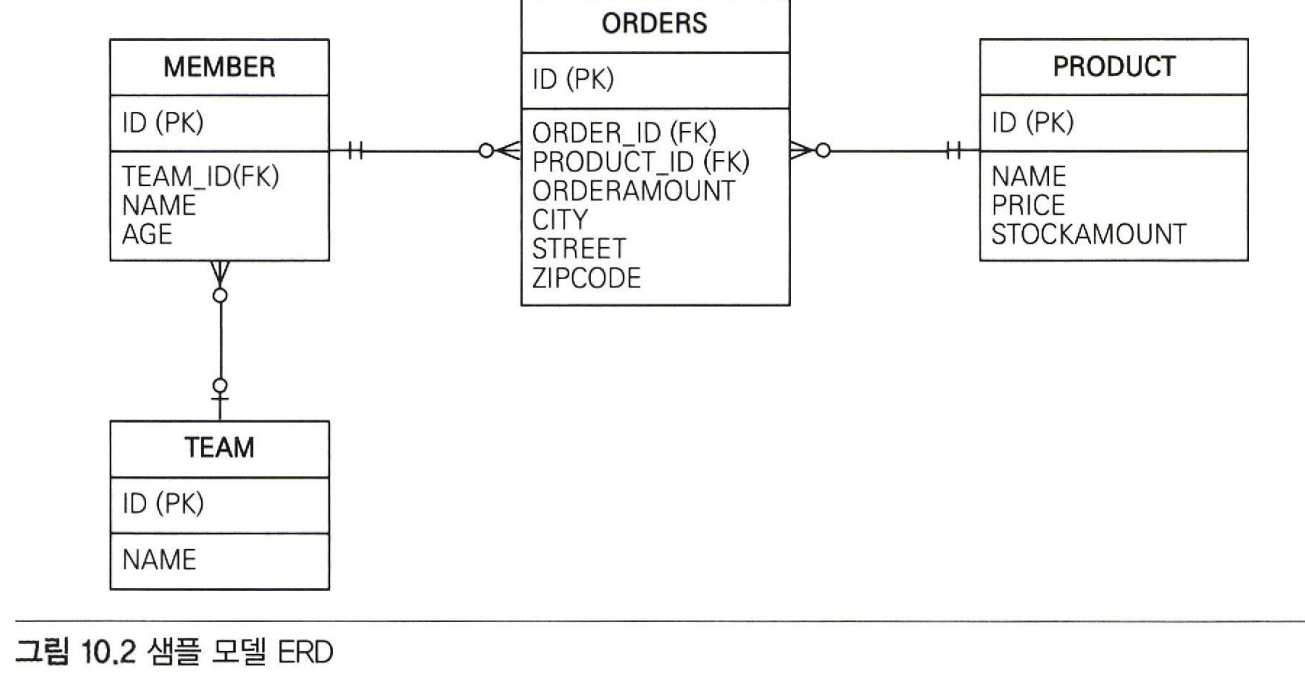 MEMBER
ID (PK)
TEAM_ID(FK)
NAME
AGE
ORDERS
ID (PK)
ORDER_ID (FK)
PRODUCT_ID (FK)
ORDERAMOUNT
CITY
STREET
ZIPCODE
PRODUCT
ID (PK)
NAME
PRICE
STOCKAMOUNT
TEAM
ID (PK)
NAME
그림 10.2 샘플 모델 ERD